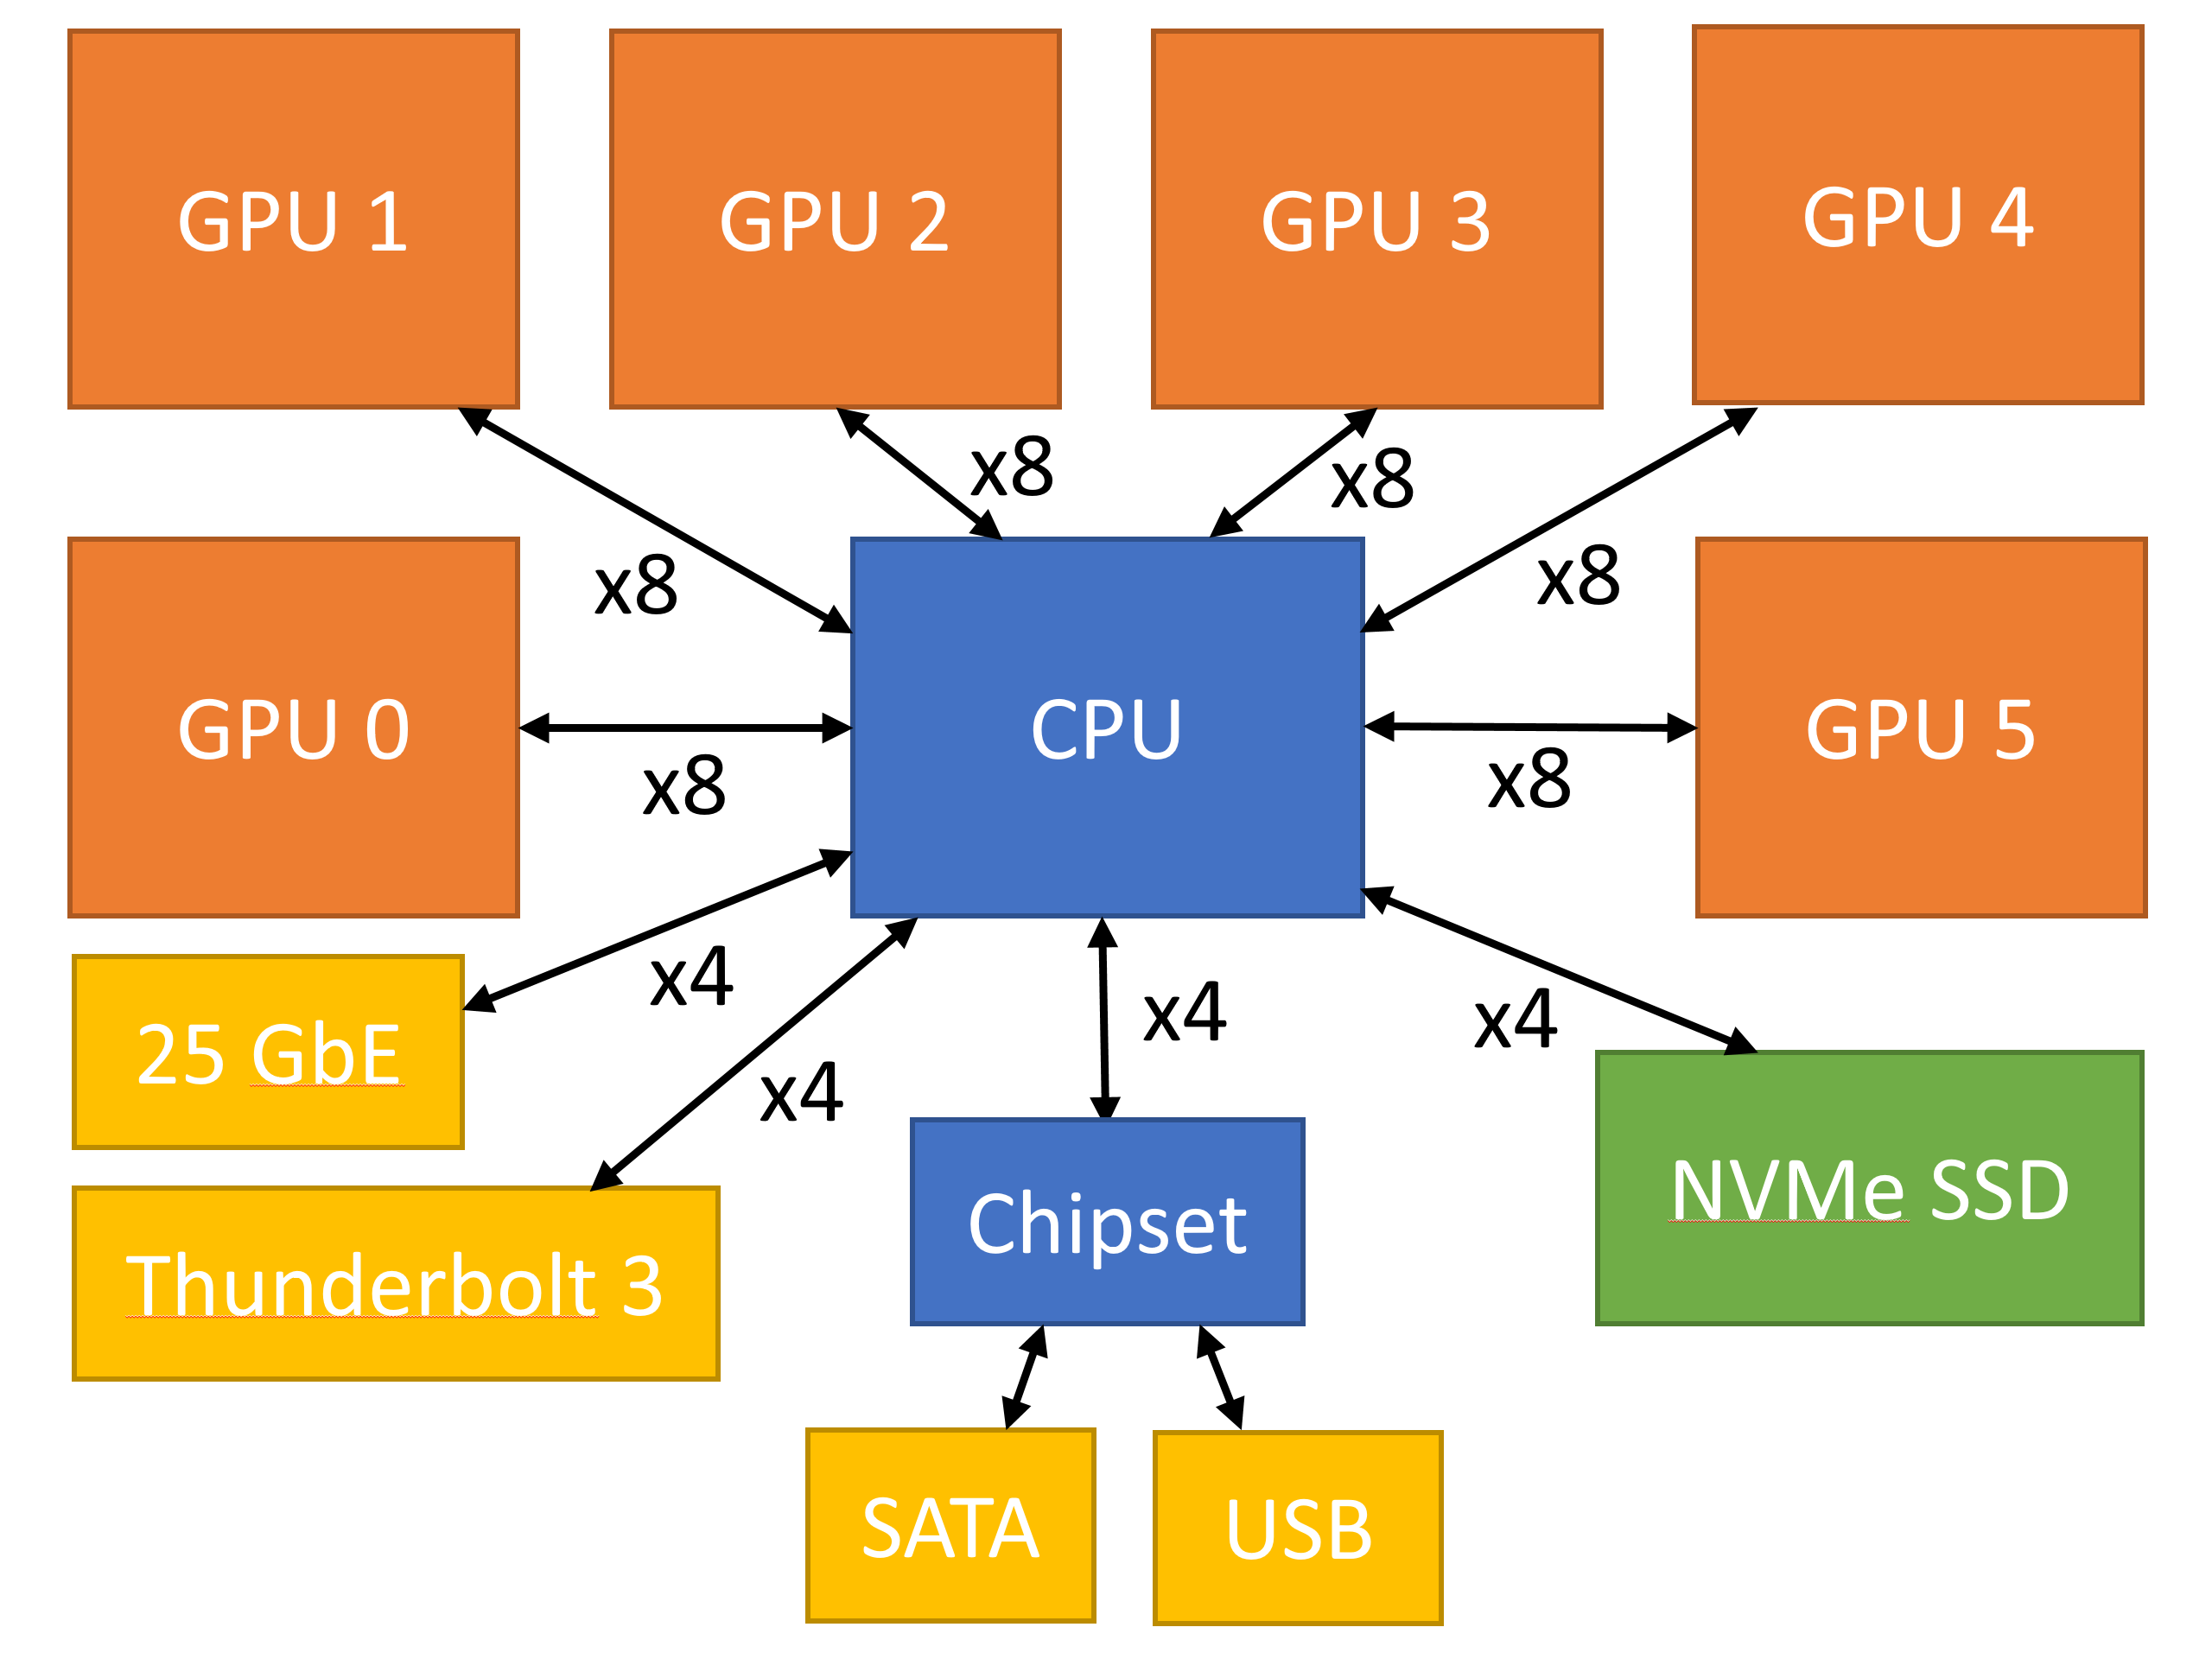 GPU 1
GPU 2
GPU 3
GPU 4
x8
x8
x8
x8
GPU 0
x8
CPU
x8
GPU 5
x4
x4
x4
x4
25 GbE
Thunderbolt 3
Chipset
NVMe SSD
SATA
USB